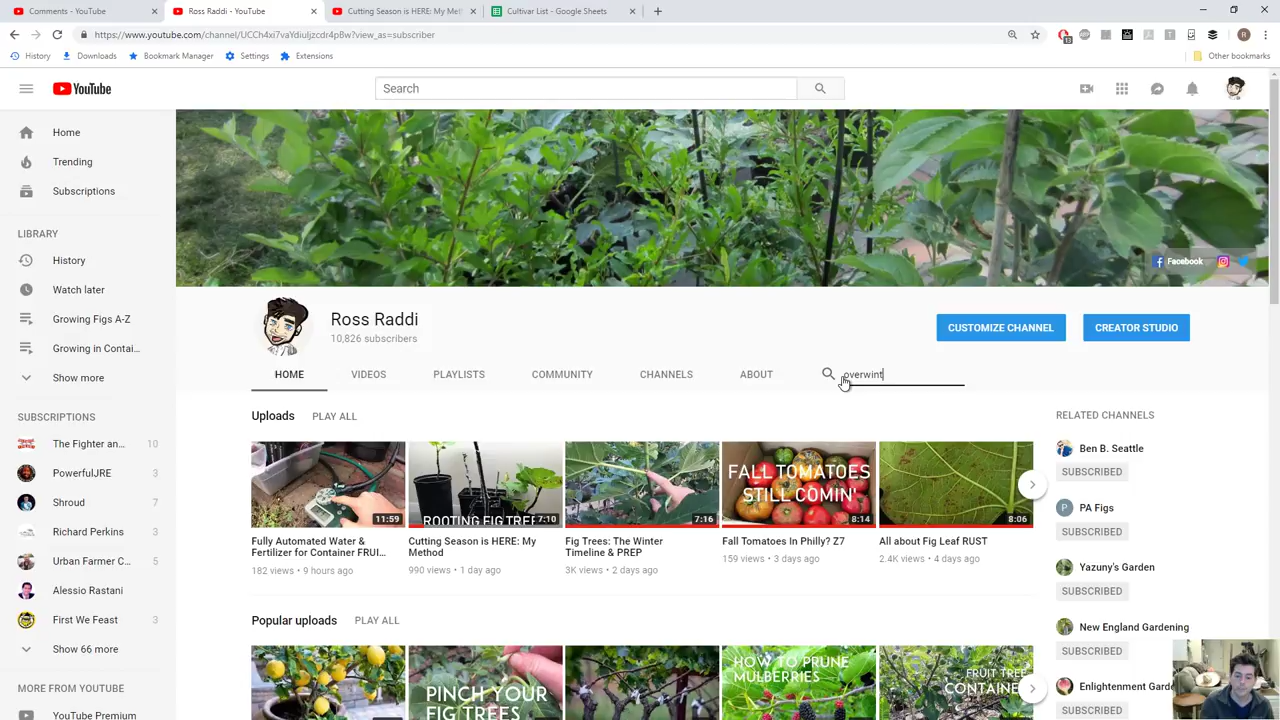 Comments - YouTube
Ross Raddi - YouTube
Cutting Season is HERE: My Met
Cultivar List - Google Sheets
https://www.youtube.com/channel/UCCh4xi7vaYdiuljzcdr4p8w?view_as=subscriber
13
R
History
Downloads
Bookmark Manager
Settings
Extensions
Other bookmarks
YouTube
Search
Home
Trending
Subscriptions
LIBRARY
History
Watch later
Growing Figs A-Z
Growing in Contai...
Show more
SUBSCRIPTIONS
The Fighter an... 10
PowerfulJRE 3
Shroud 7
Richard Perkins 3
Urban Farmer C... 5
Alessio Rastani
First We Feast 3
Show 66 more
MORE FROM YOUTUBE
YouTube Premium
Facebook
Ross Raddi
10,826 subscribers
CUSTOMIZE CHANNEL
CREATOR STUDIO
HOME
VIDEOS
PLAYLISTS
COMMUNITY
CHANNELS
ABOUT
overwint
Uploads PLAY ALL
11:59
Fully Automated Water &
Fertilizer for Container FRUI...
182 views • 9 hours ago
ROOTING FIG TREE
7:10
Cutting Season is HERE: My
Method
990 views • 1 day ago
7:16
Fig Trees: The Winter
Timeline & PREP
3K views • 2 days ago
FALL TOMATOES
STILL COMIN'
8:14
Fall Tomatoes In Philly? Z7
159 views • 3 days ago
8:06
All about Fig Leaf RUST
2.4K views • 4 days ago
Popular uploads PLAY ALL
PINCH YOUR
FIG TREES
HOW TO PRUNE
MULBERRIES
FRUIT TREE
CONTAINE
RELATED CHANNELS
Ben B. Seattle
SUBSCRIBED
PA Figs
SUBSCRIBED
Yazuny's Garden
SUBSCRIBED
New England Gardening
SUBSCRIBED
Enlightenment Garde
SUBSCRIBED